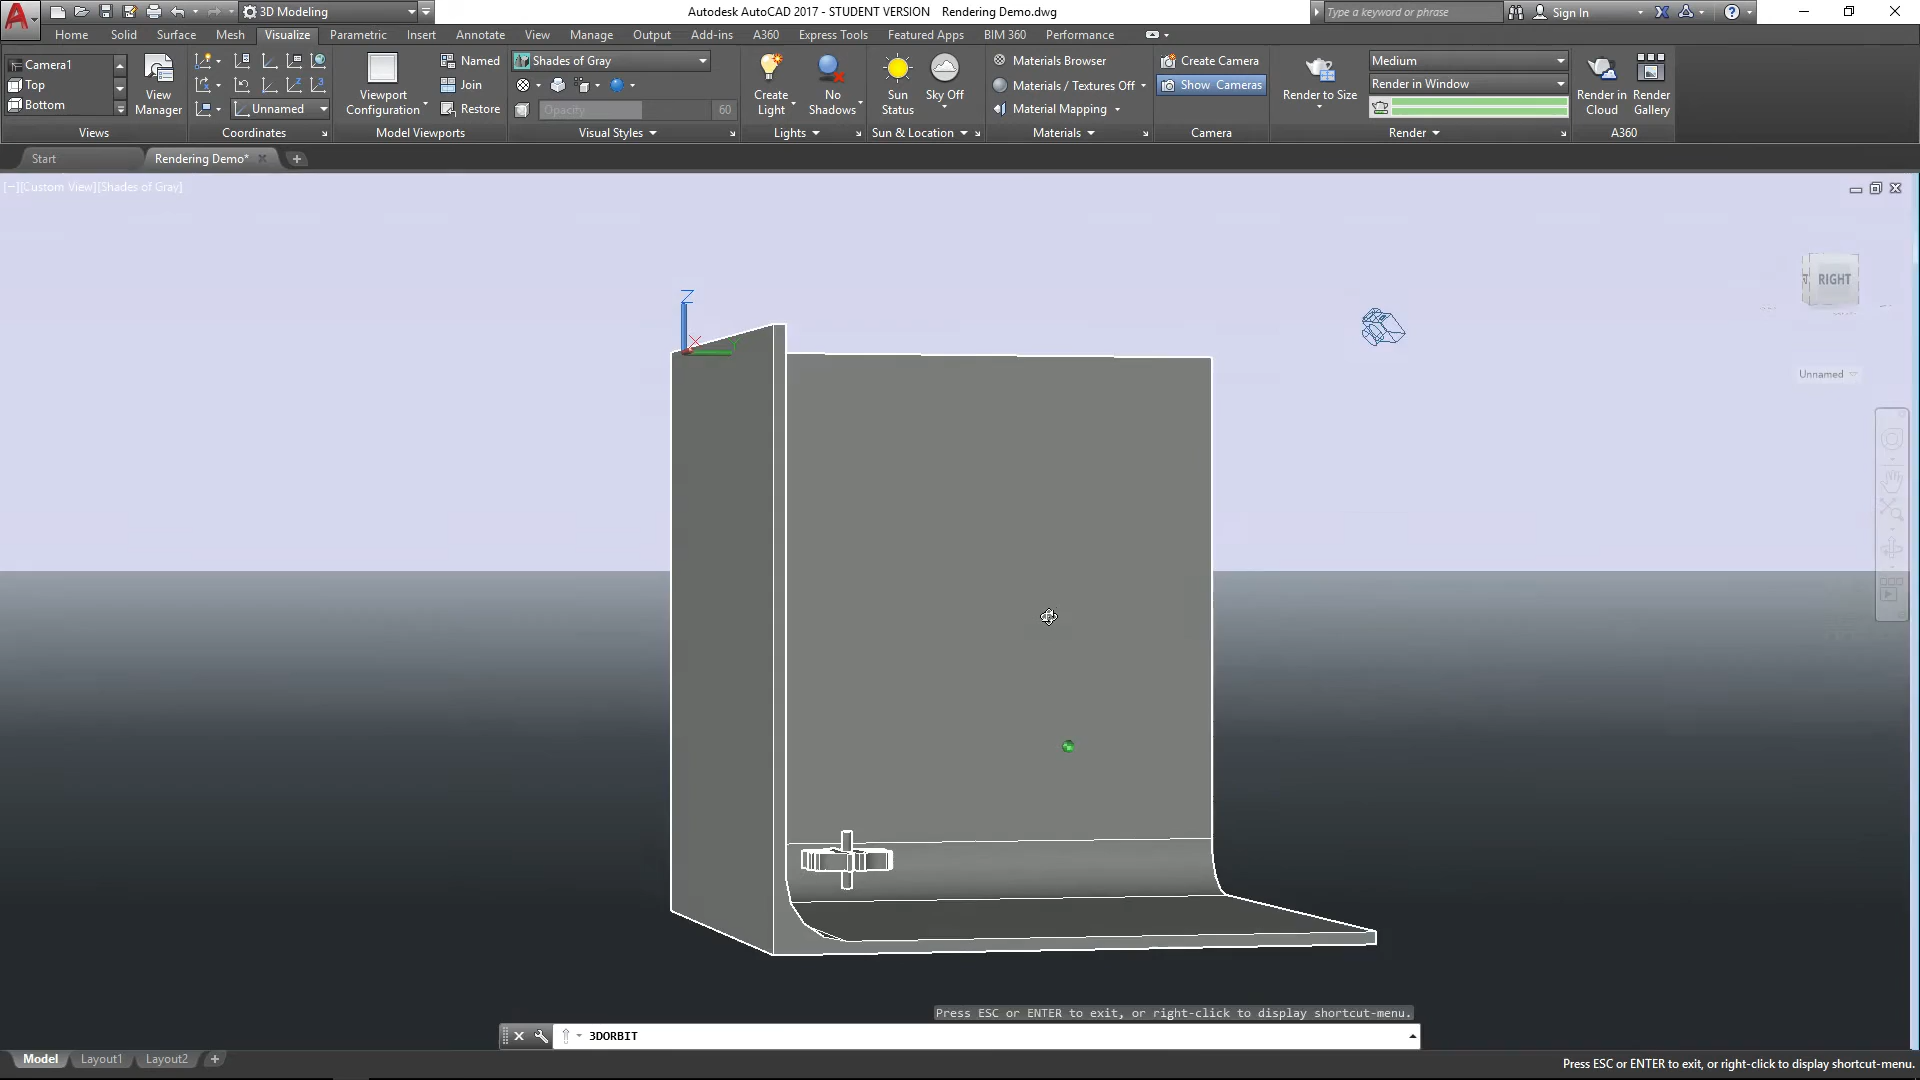 3D Modeling
Autodesk AutoCAD 2017 - STUDENT VERSION Rendering Demo.dwg
Type a keyword or phrase
Sign In
Home Solid Surface Mesh Visualize Parametric Insert Annotate View Manage Output Add-ins A360 Express Tools Featured Apps BIM 360 Performance
Camera1
Top
Bottom
View
Manager
Views
Unnamed
Coordinates
Viewport
Configuration
Named
Join
Restore
Model Viewports
Shades of Gray
Opacity 60
Visual Styles
Create
Light
No
Shadows
Lights
Sun
Status
Sky Off
Sun & Location
Materials Browser
Materials / Textures Off
Material Mapping
Materials
Create Camera
Show Cameras
Camera
Render to Size
Medium
Render in Window
Render
Render in
Cloud
Render
Gallery
A360
Start
Rendering Demo*
[−][Custom View][Shades of Gray]
RIGHT
Unnamed
Z
X
Y
Press ESC or ENTER to exit, or right-click to display shortcut-menu.
3DORBIT
Model Layout1 Layout2
Press ESC or ENTER to exit, or right-click to display shortcut-menu.